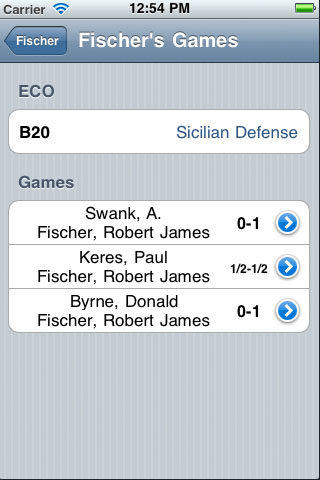 Carrier 12:54 PM
Fischer Fischer's Games
ECO
B20 Sicilian Defense
Games
Swank, A.
Fischer, Robert James 0-1
Keres, Paul
Fischer, Robert James 1/2-1/2
Byrne, Donald
Fischer, Robert James 0-1